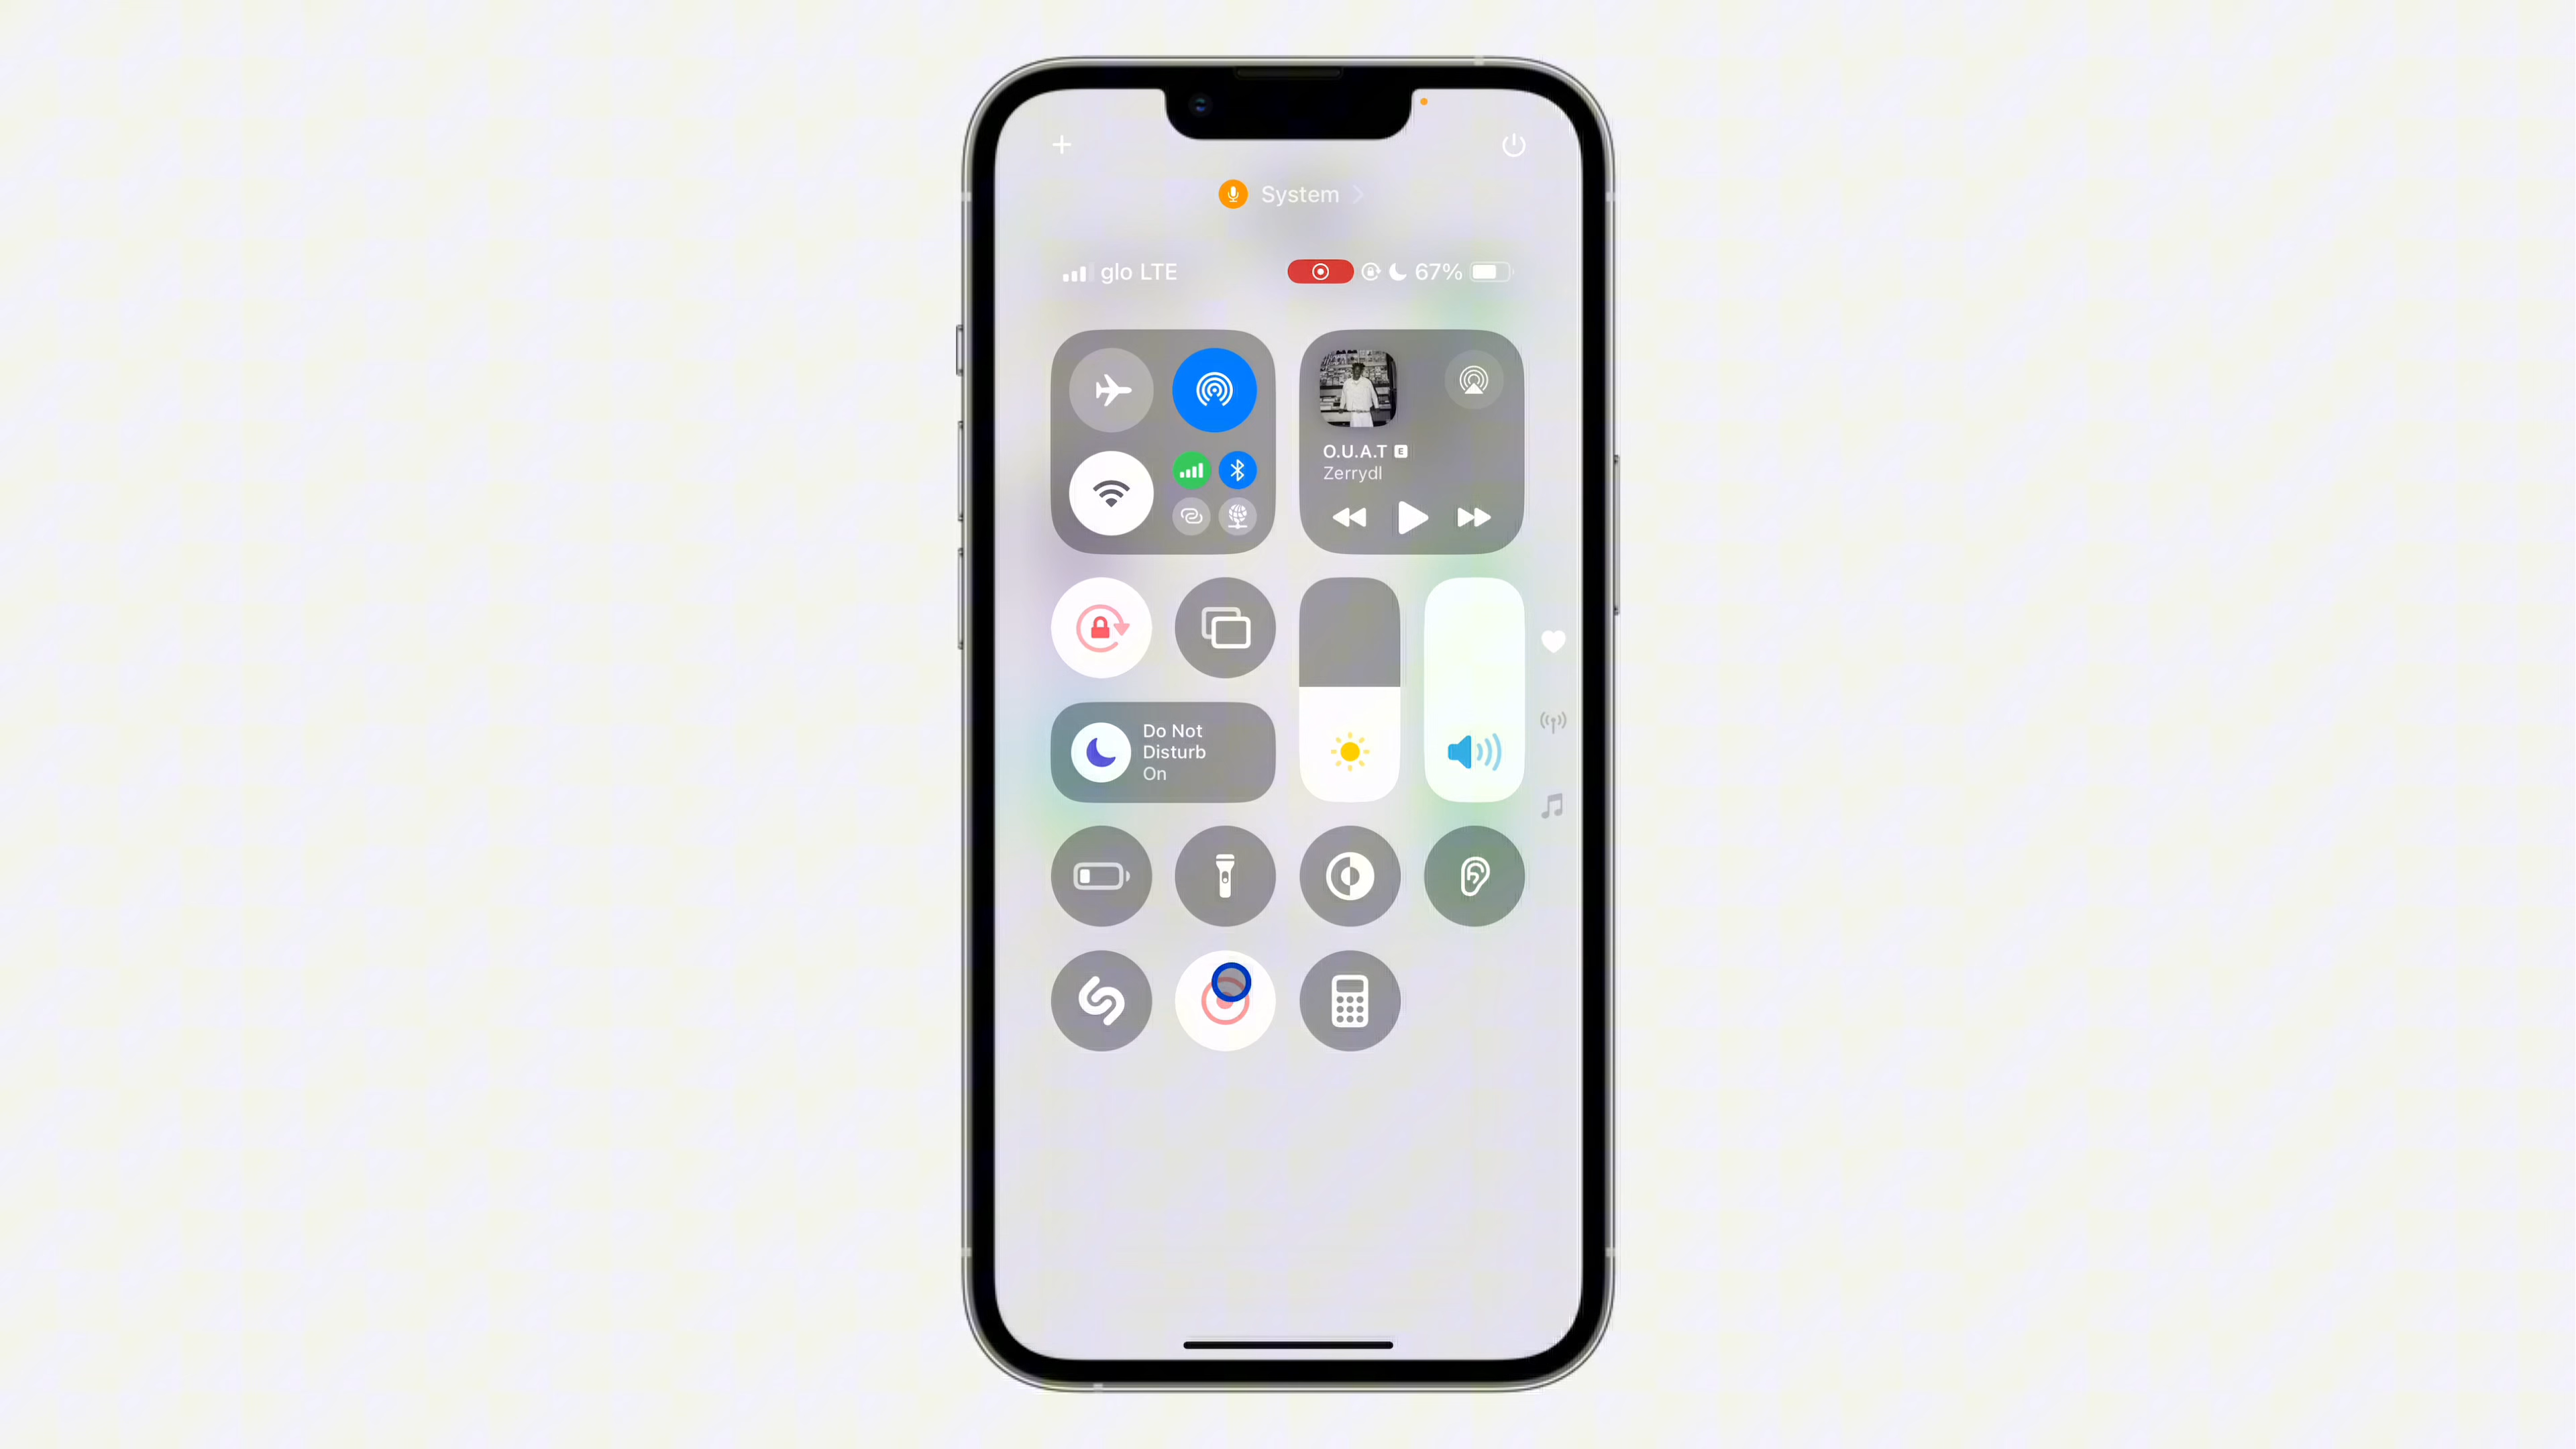 System
glo LTE
67%
O.U.A.T E
Zerrydl
Do Not
Disturb
On